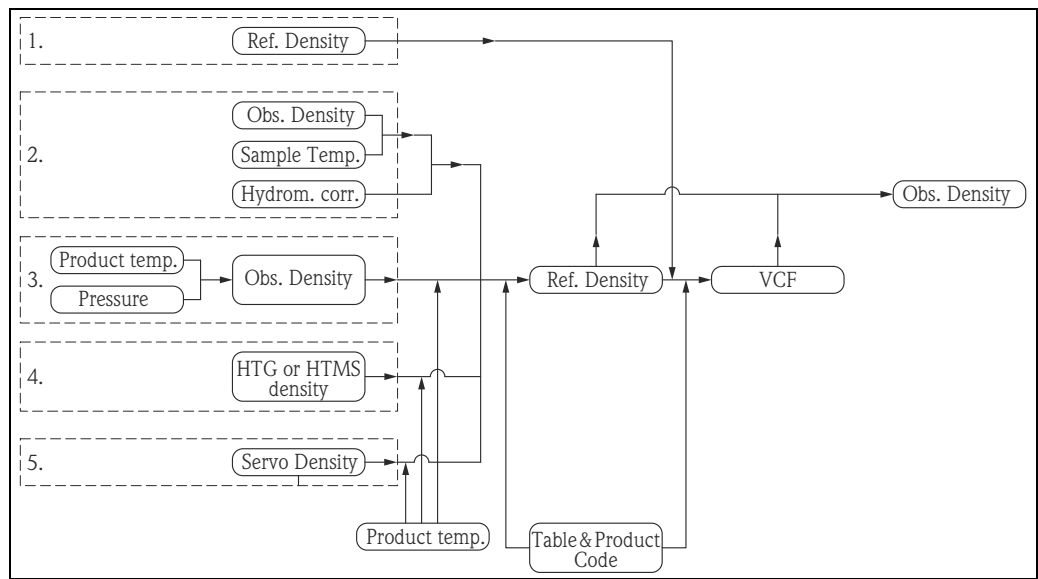 1.
Ref. Density
2.
Obs. Density
Sample Temp.
Hydrom. corr.
Obs. Density
3.
Product temp.
Pressure
Obs. Density
Ref. Density
VCF
4.
HTG or HTMS
density
5.
Servo Density
Product temp.
Table & Product
Code